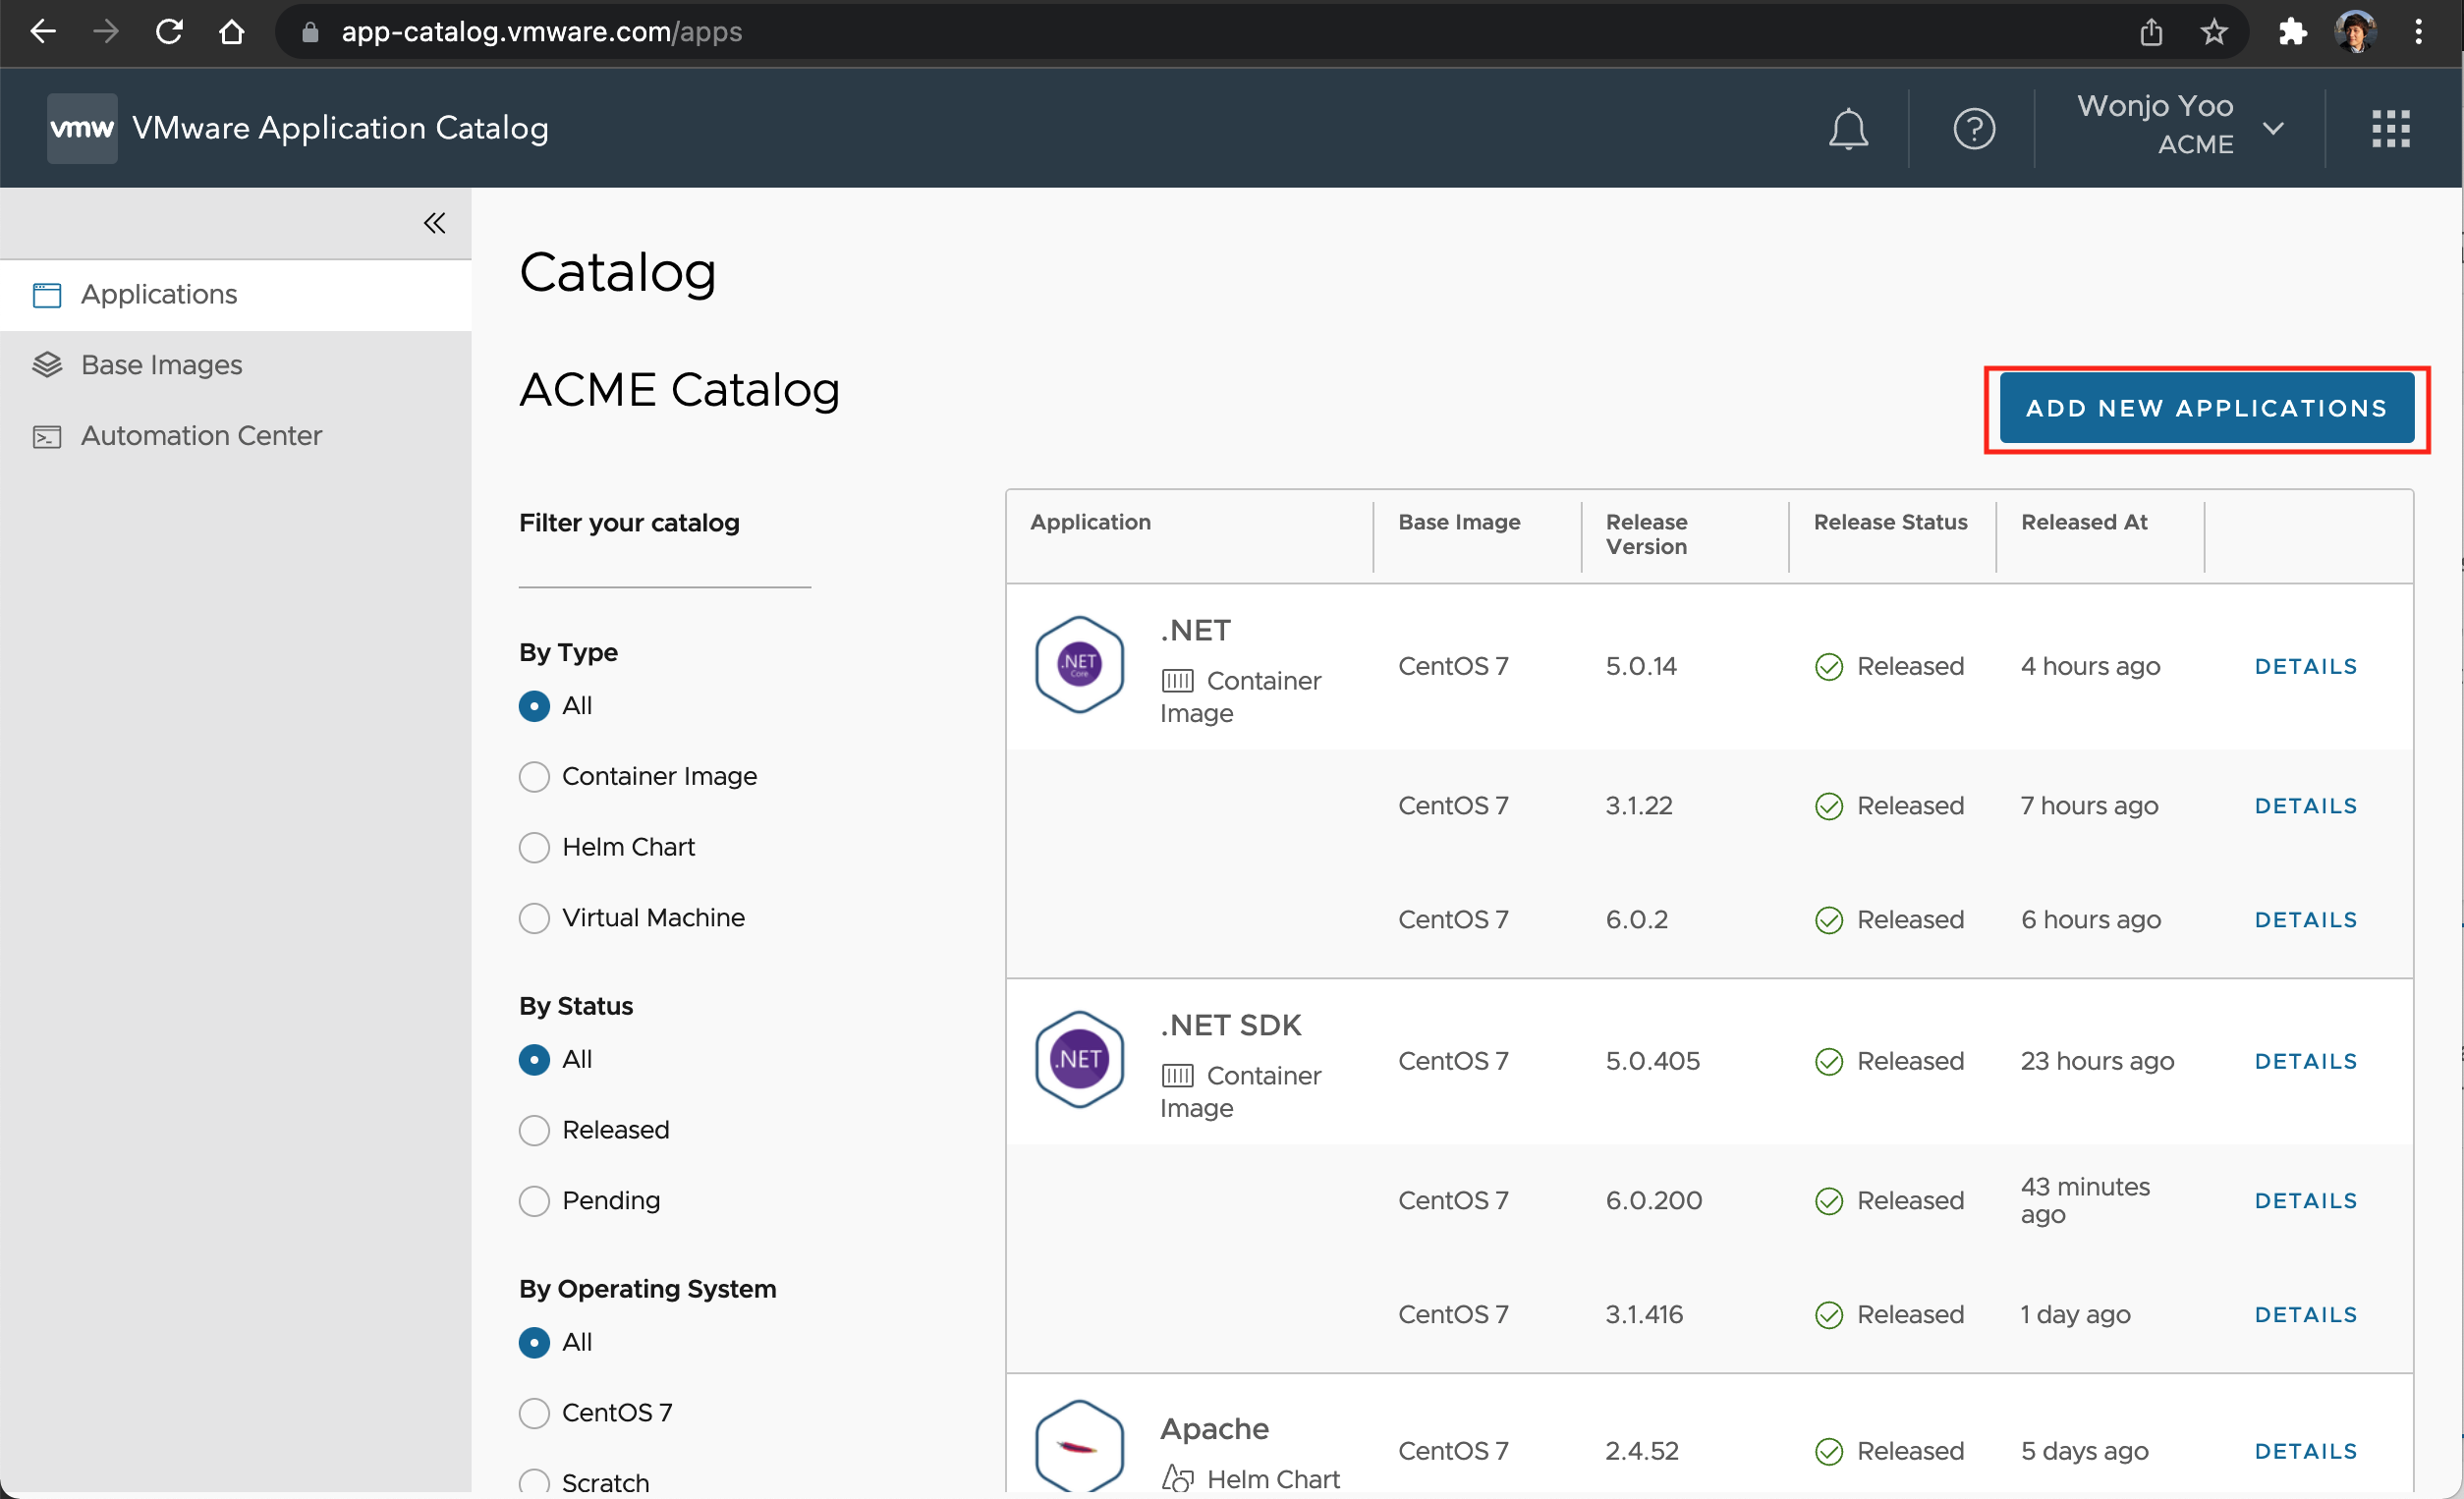 app-catalog.vmware.com/apps
vmw VMware Application Catalog
Wonjo Yoo
ACME
Applications
Base Images
Automation Center
Catalog
ACME Catalog
ADD NEW APPLICATIONS
Filter your catalog
By Type
All
Container Image
Helm Chart
Virtual Machine
By Status
All
Released
Pending
By Operating System
All
CentOS 7
Scratch
Application Base Image Release Version Release Status Released At
.NET Core
.NET
Container Image
CentOS 7 5.0.14 Released 4 hours ago DETAILS
CentOS 7 3.1.22 Released 7 hours ago DETAILS
CentOS 7 6.0.2 Released 6 hours ago DETAILS
.NET
.NET SDK
Container Image
CentOS 7 5.0.405 Released 23 hours ago DETAILS
CentOS 7 6.0.200 Released 43 minutes ago DETAILS
CentOS 7 3.1.416 Released 1 day ago DETAILS
Apache
Helm Chart
CentOS 7 2.4.52 Released 5 days ago DETAILS